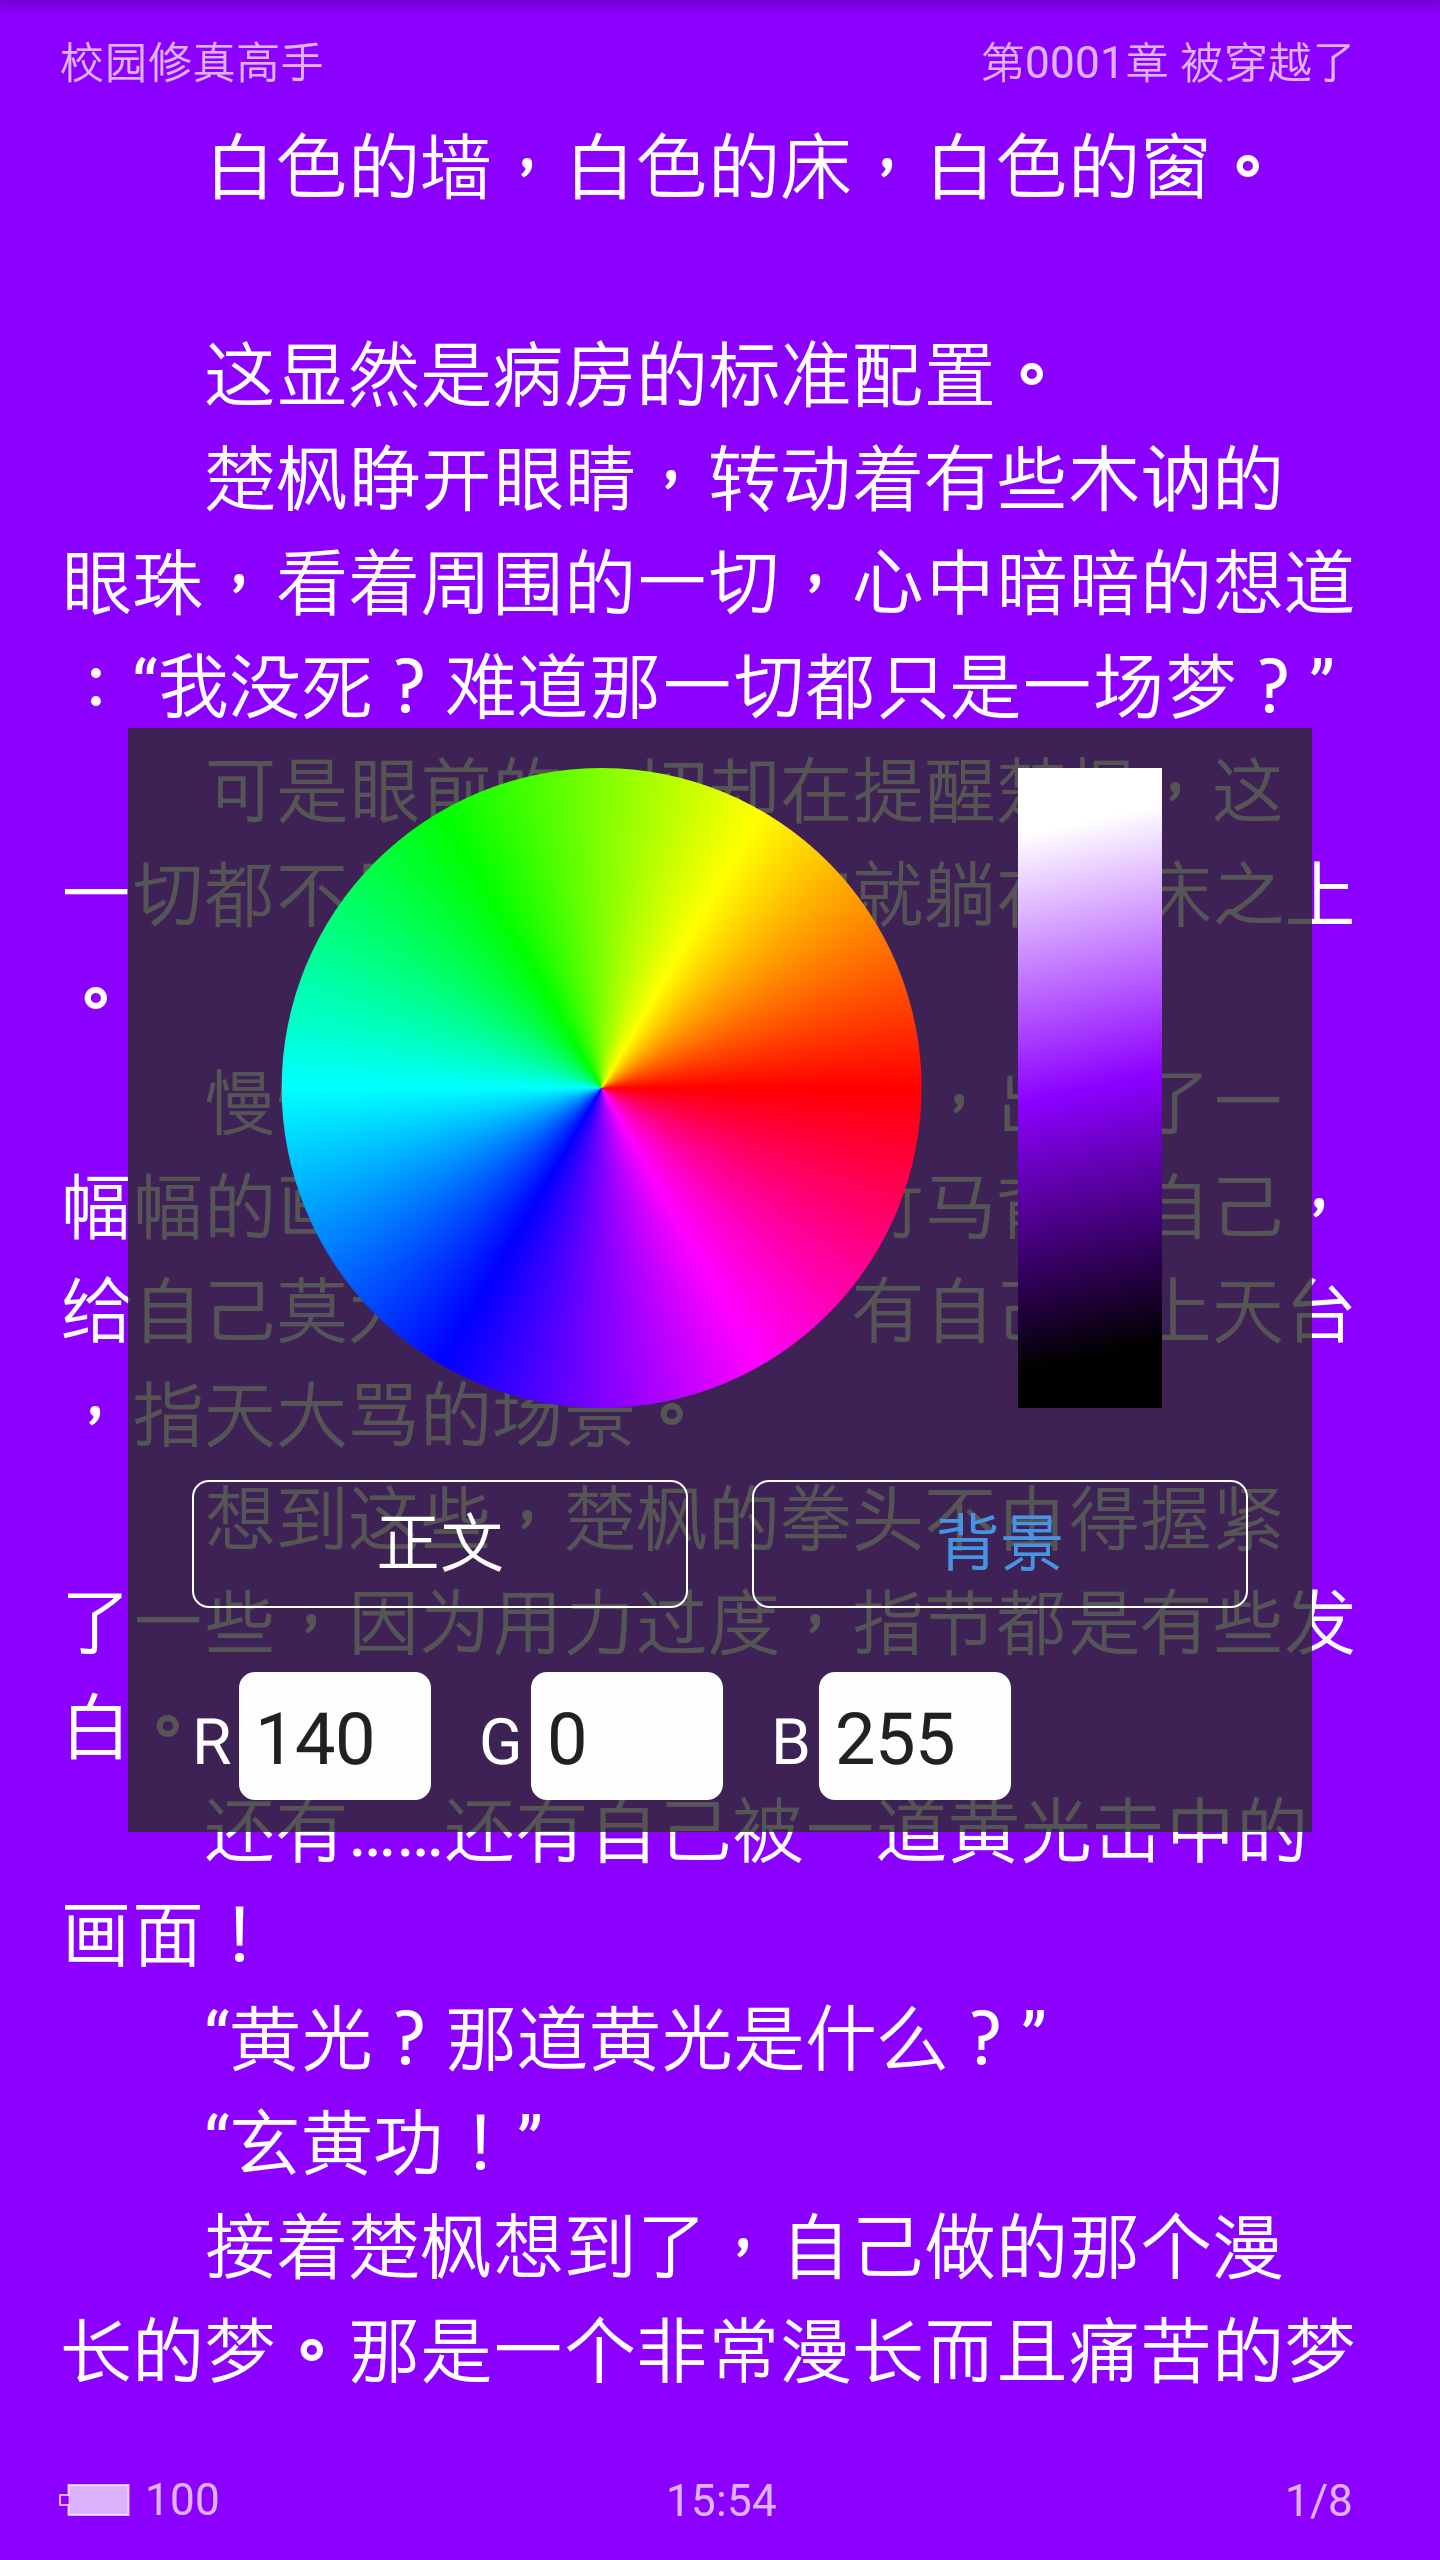 校园修真高手
第0001章 被穿越了
白色的墙，白色的床，白色的窗。
这显然是病房的标准配置。
楚枫睁开眼睛，转动着有些木讷的
眼珠，看着周围的一切，心中暗暗的想道
：“我没死？难道那一切都只是一场梦？”
可是眼前的 切却在提醒楚枫，这
一切都不 就躺在 床之上
。
慢 ，出 了一
幅幅的画 马背 自己，
给自己莫大 有自己 上天台
，指天大骂的场景。
想到这些，楚枫的拳头不由得握紧
了一些，因为用力过度，指节都是有些发
白。
还有……还有自己被一道黄光击中的
画面！
“黄光？那道黄光是什么？”
“玄黄功！”
接着楚枫想到了，自己做的那个漫
长的梦。那是一个非常漫长而且痛苦的梦
正文
背景
R 140 G 0 B 255
100
15:54
1/8